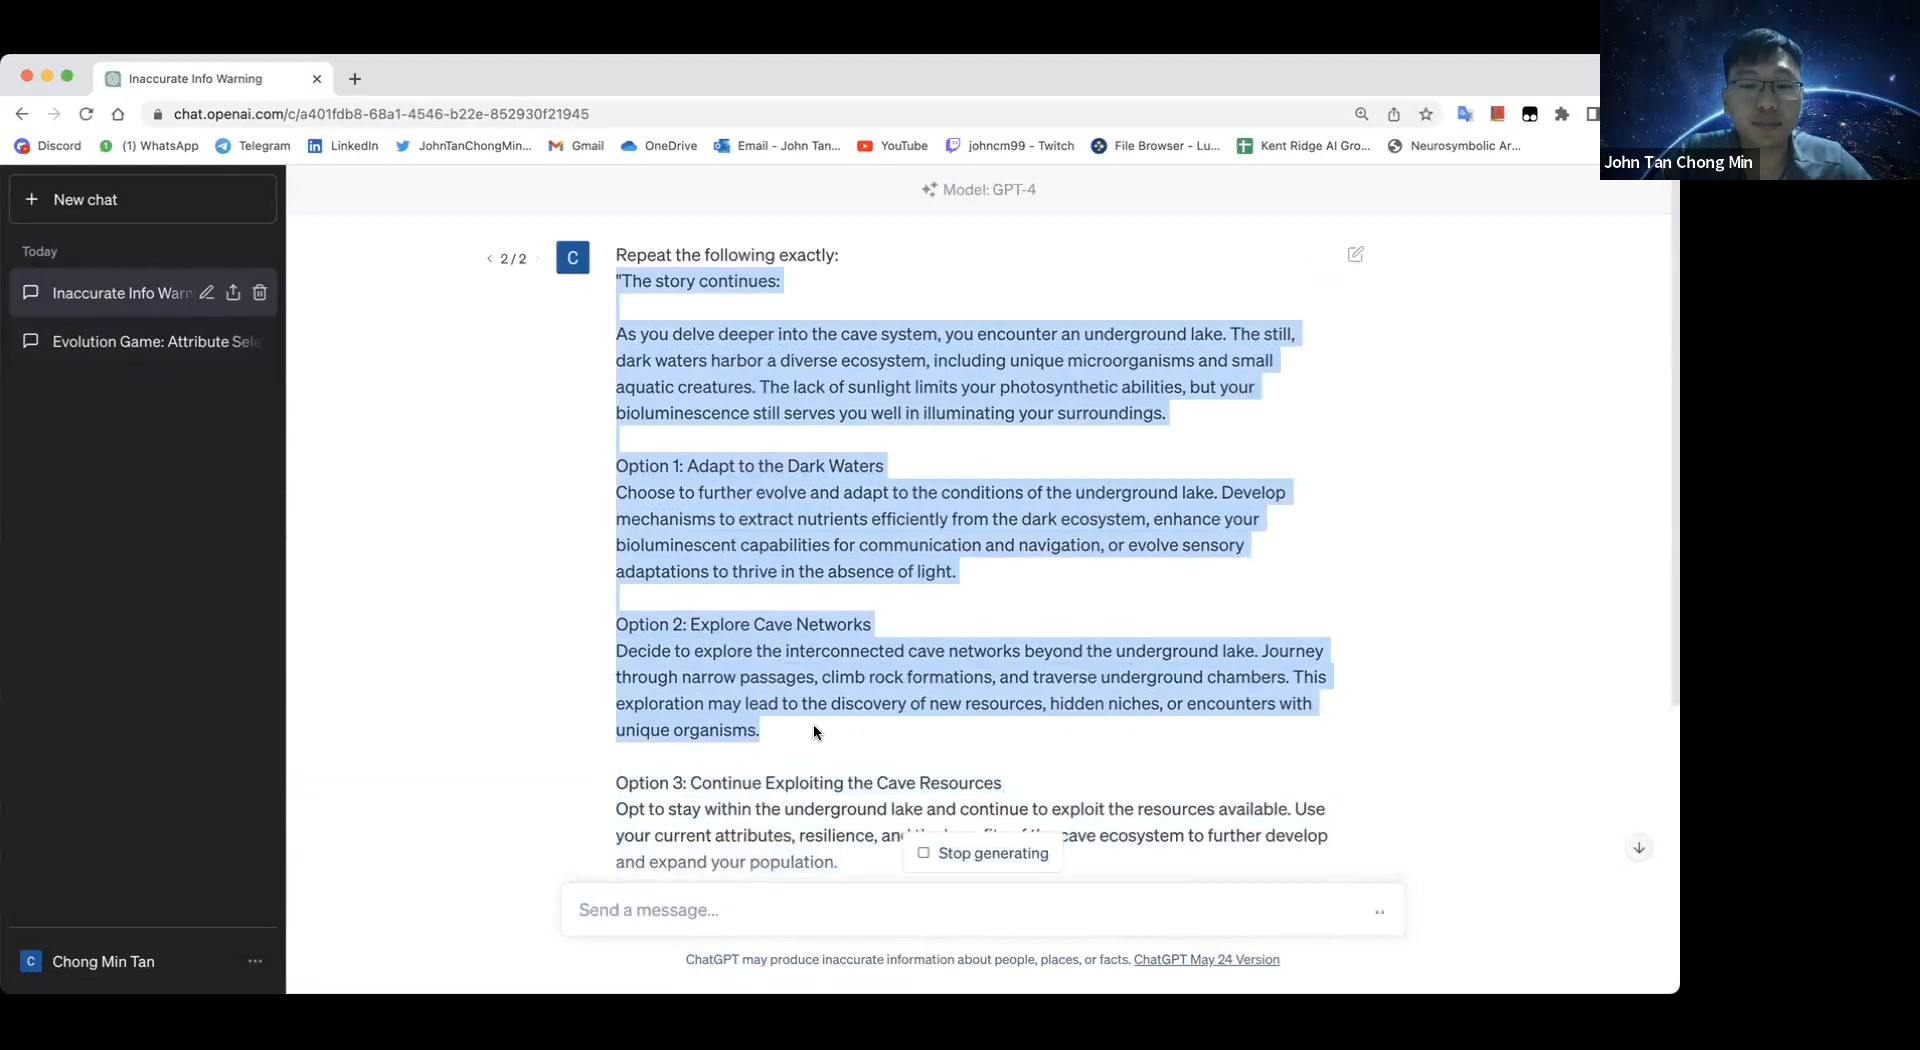 Inaccurate Info Warning
chat.openai.com/c/a401fdb8-68a1-4546-b22e-852930f21945
Discord
(1) WhatsApp
Telegram
LinkedIn
JohnTanChongMin...
Gmail
OneDrive
Email - John Tan...
YouTube
johncm99 - Twitch
File Browser - Lu...
Kent Ridge AI Gro...
Neurosymbolic Ar...
John Tan Chong Min
New chat
Model: GPT-4
Today
Inaccurate Info Warn
Evolution Game: Attribute Sele
< 2 / 2
C
Repeat the following exactly:
"The story continues:
As you delve deeper into the cave system, you encounter an underground lake. The still,
dark waters harbor a diverse ecosystem, including unique microorganisms and small
aquatic creatures. The lack of sunlight limits your photosynthetic abilities, but your
bioluminescence still serves you well in illuminating your surroundings.
Option 1: Adapt to the Dark Waters
Choose to further evolve and adapt to the conditions of the underground lake. Develop
mechanisms to extract nutrients efficiently from the dark ecosystem, enhance your
bioluminescent capabilities for communication and navigation, or evolve sensory
adaptations to thrive in the absence of light.
Option 2: Explore Cave Networks
Decide to explore the interconnected cave networks beyond the underground lake. Journey
through narrow passages, climb rock formations, and traverse underground chambers. This
exploration may lead to the discovery of new resources, hidden niches, or encounters with
unique organisms.
Option 3: Continue Exploiting the Cave Resources
Opt to stay within the underground lake and continue to exploit the resources available. Use
your current attributes, resilience, cave ecosystem to further develop
and expand your population.
Stop generating
Send a message...
ChatGPT may produce inaccurate information about people, places, or facts. ChatGPT May 24 Version
C
Chong Min Tan